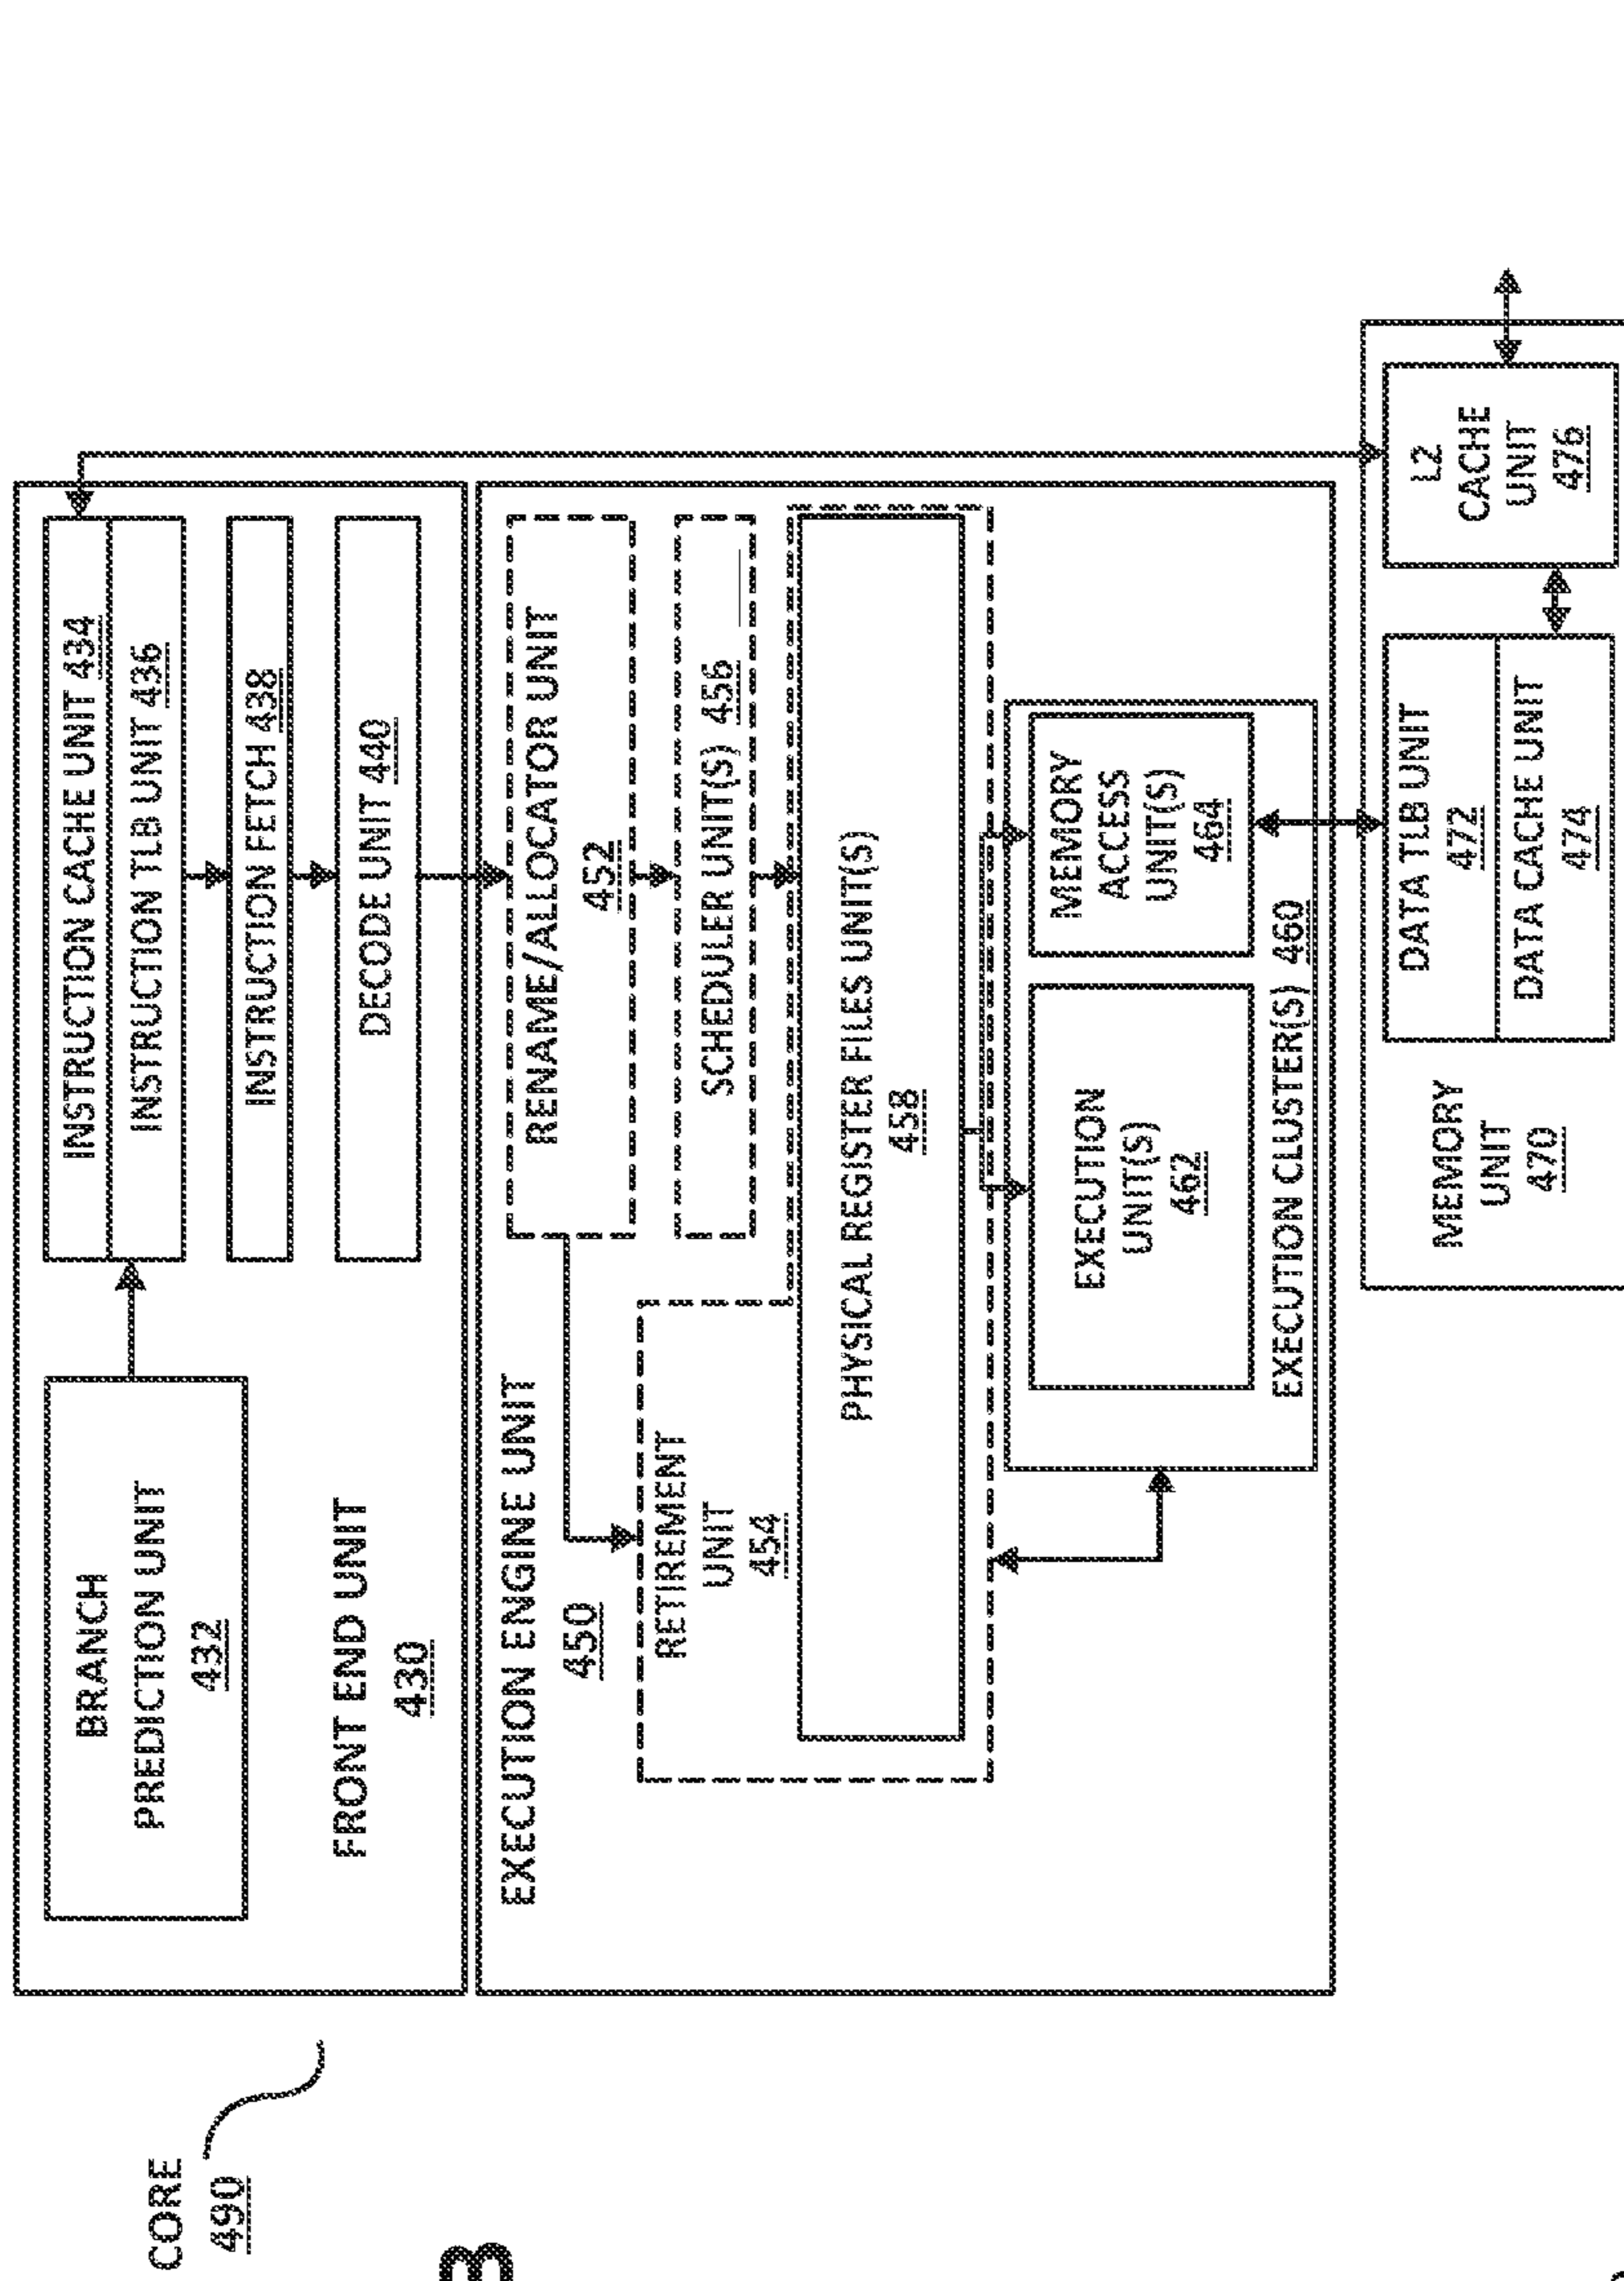 CORE
490
BRANCH
PREDICTION UNIT
432
INSTRUCTION CACHE UNIT 434
INSTRUCTION TLB UNIT 436
INSTRUCTION FETCH 438
FRONT END UNIT
430
DECODE UNIT 440
EXECUTION ENGINE UNIT
450
RENAME/ALLOCATOR UNIT
452
RETIREMENT
UNIT
454
SCHEDULER UNIT(S) 456
PHYSICAL REGISTER FILES UNIT(S)
458
EXECUTION
UNIT(S)
462
MEMORY
ACCESS
UNIT(S)
464
EXECUTION CLUSTER(S) 460
MEMORY
UNIT
470
DATA TLB UNIT
472
DATA CACHE UNIT
474
L2
CACHE
UNIT
476